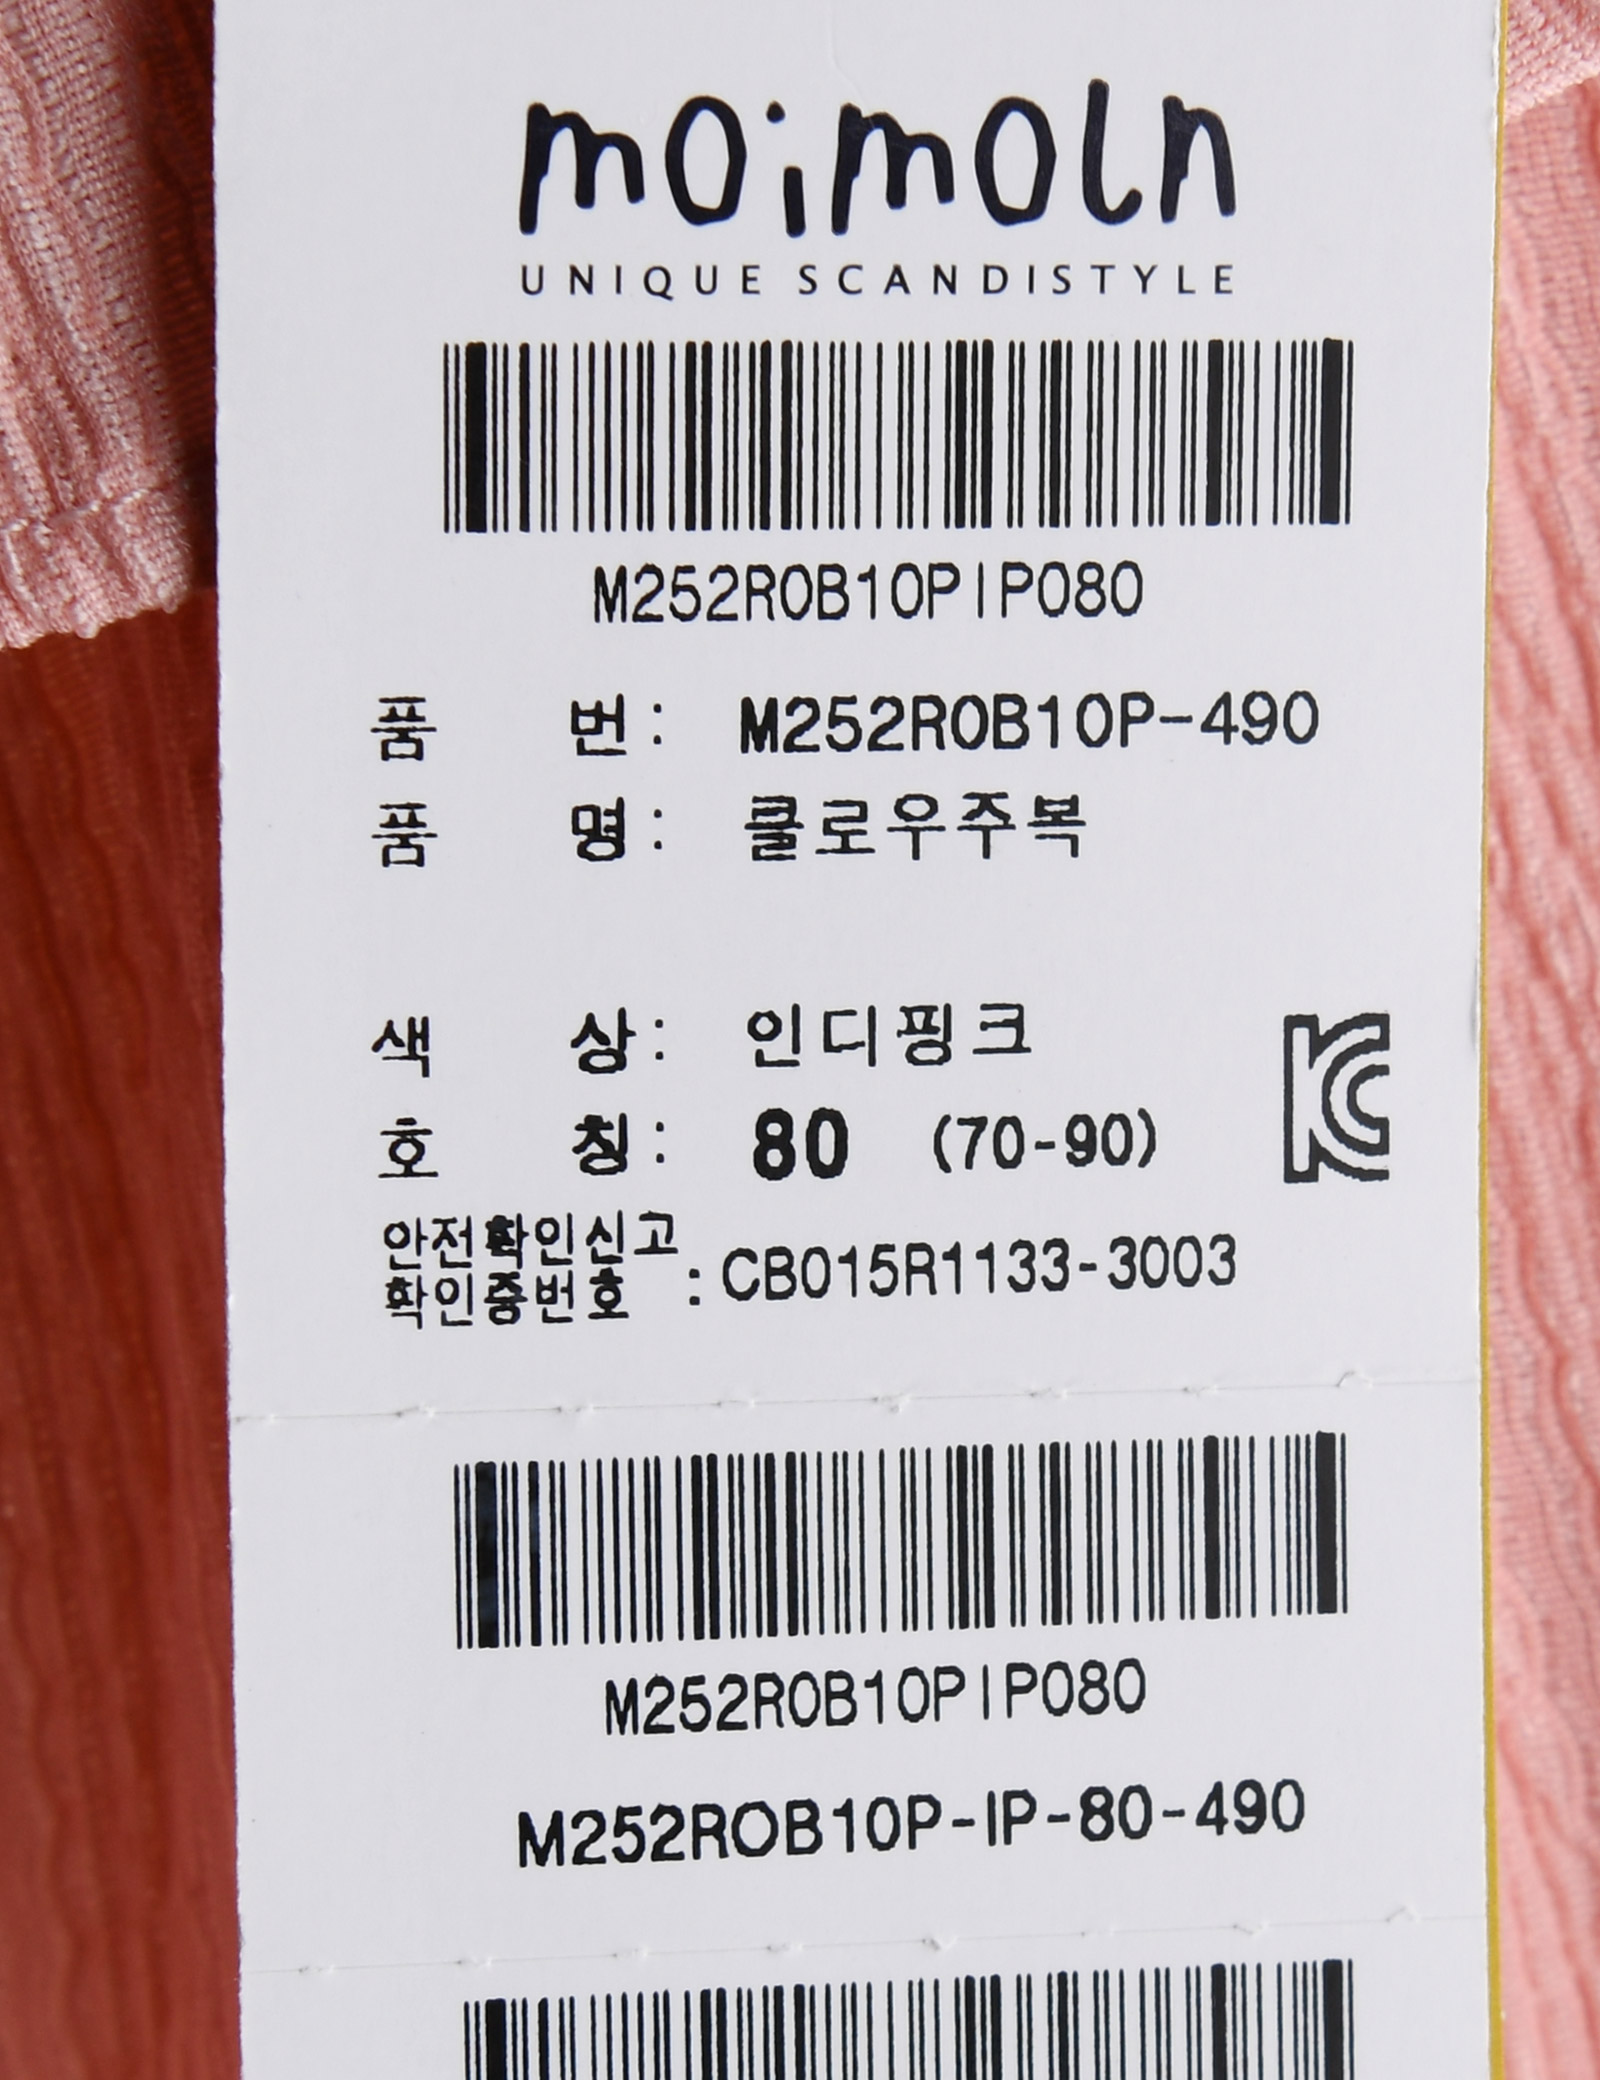 moimoln
UNIQUE SCANDISTYLE
M252ROB10PIP080
품 번: M252ROB10P-490
품 명: 클로우주복
색 상: 인디핑크
호 칭: 80 (70-90)
안전확인신고
확인증번호 : CB015R1133-3003
M252ROB10PIP080
M252ROB10P-IP-80-490